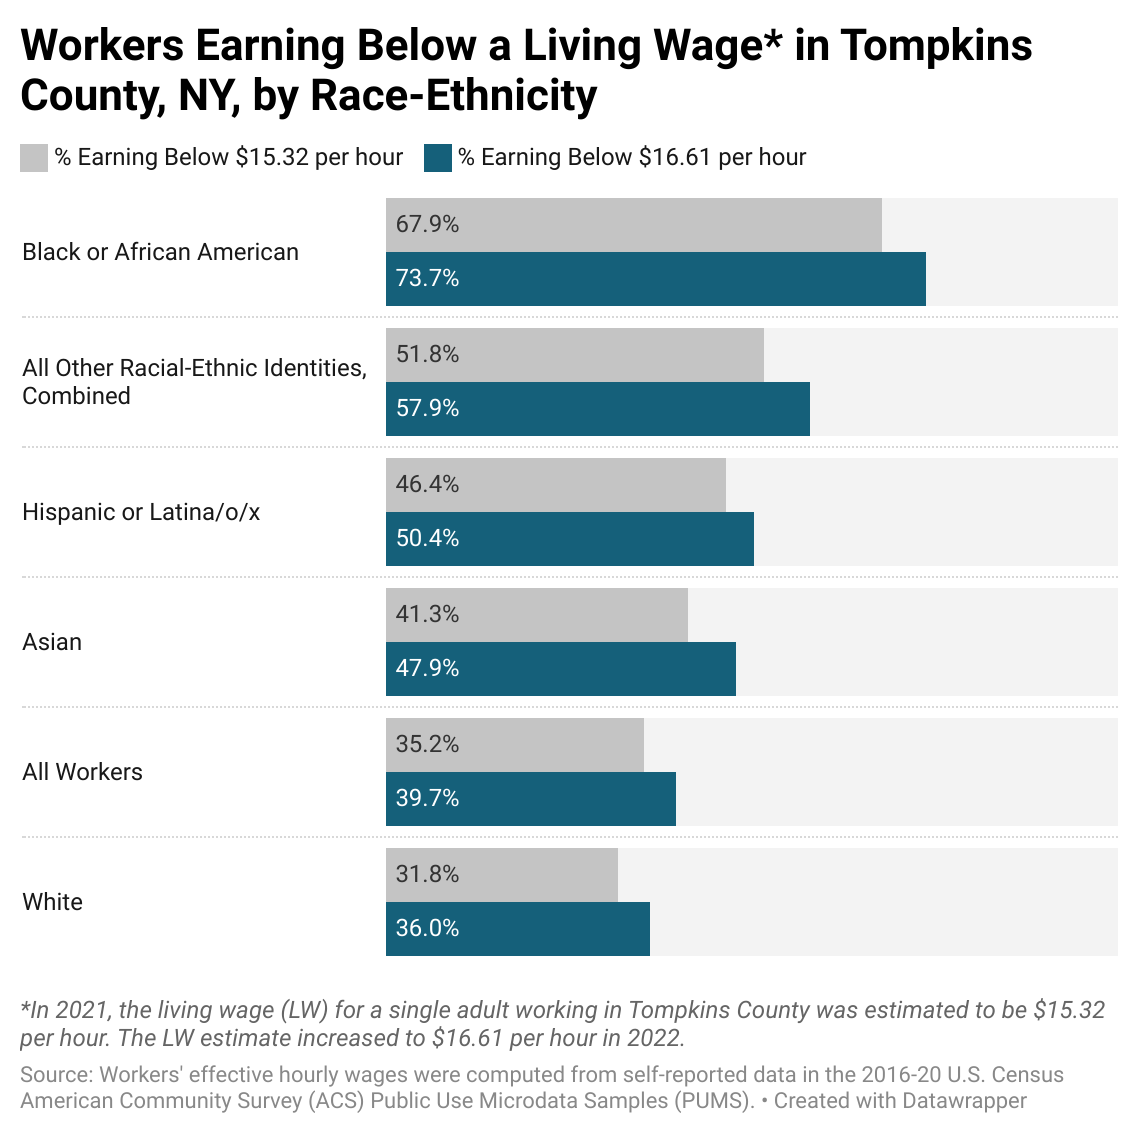 Workers Earning Below a Living Wage* in Tompkins
County, NY, by Race-Ethnicity
% Earning Below $15.32 per hour % Earning Below $16.61 per hour
Black or African American
67.9%
73.7%
All Other Racial-Ethnic Identities,
Combined
51.8%
57.9%
Hispanic or Latina/o/x
46.4%
50.4%
Asian
41.3%
47.9%
All Workers
35.2%
39.7%
White
31.8%
36.0%
*In 2021, the living wage (LW) for a single adult working in Tompkins County was estimated to be $15.32
per hour. The LW estimate increased to $16.61 per hour in 2022.
Source: Workers' effective hourly wages were computed from self-reported data in the 2016-20 U.S. Census
American Community Survey (ACS) Public Use Microdata Samples (PUMS). • Created with Datawrapper